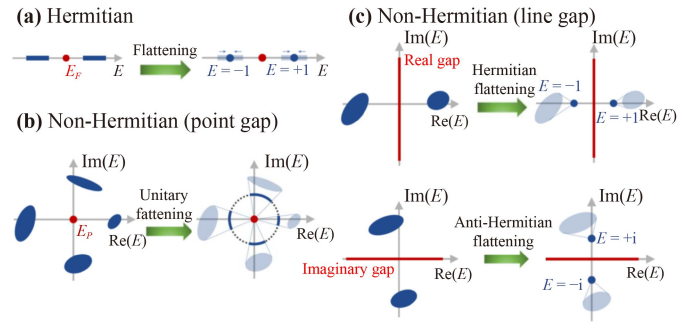 (a) Hermitian
Flattening
E_F
E
E = −1
E = +1
E
(b) Non-Hermitian (point gap)
Im(E)
E_P
Re(E)
Unitary
fattening
Im(E)
Re(E)
(c) Non-Hermitian (line gap)
Im(E)
Real gap
Re(E)
Hermitian
flattening
Im(E)
E = −1
E = +1
Re(E)
Im(E)
Imaginary gap
Re(E)
Anti-Hermitian
flattening
Im(E)
E = +i
E = −i
Re(E)